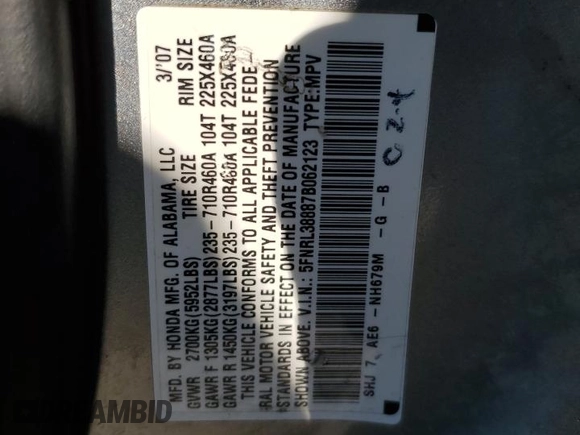 MFD. BY HONDA MFG. OF ALABAMA, LLC 3/'07
GVWR 2700KG(5952LBS) TIRE SIZE RIM SIZE
GAWR F 1305KG(2877LBS) 235-710R460A 104T 225X460A
GAWR R 1450KG(3197LBS) 235-710R460A 104T 225X460A
THIS VEHICLE CONFORMS TO ALL APPLICABLE FEDE-
RAL MOTOR VEHICLE SAFETY AND THEFT PREVENTION
STANDARDS IN EFFECT ON THE DATE OF MANUFACTURE
SHOWN ABOVE. V.I.N.: 5FNRL38887B062123 TYPE:MPV
SHJ 7 AE6 -NH679M -G -B